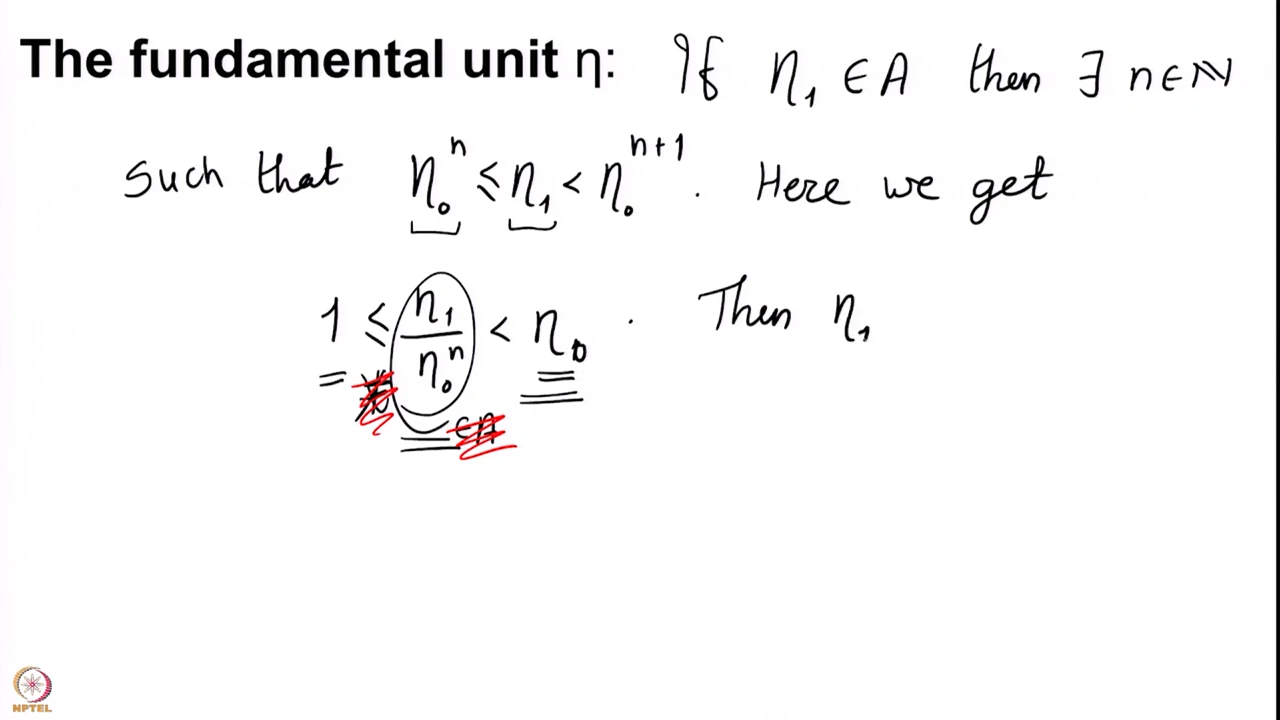 The fundamental unit η: If η₁ ∈ A then ∃ n ∈ ℕ
Such that η₀ⁿ ≤ η₁ < η₀ⁿ⁺¹. Here we get
1 ≤ η₁/η₀ⁿ < η₀. Then η₁
∈ A
NPTEL